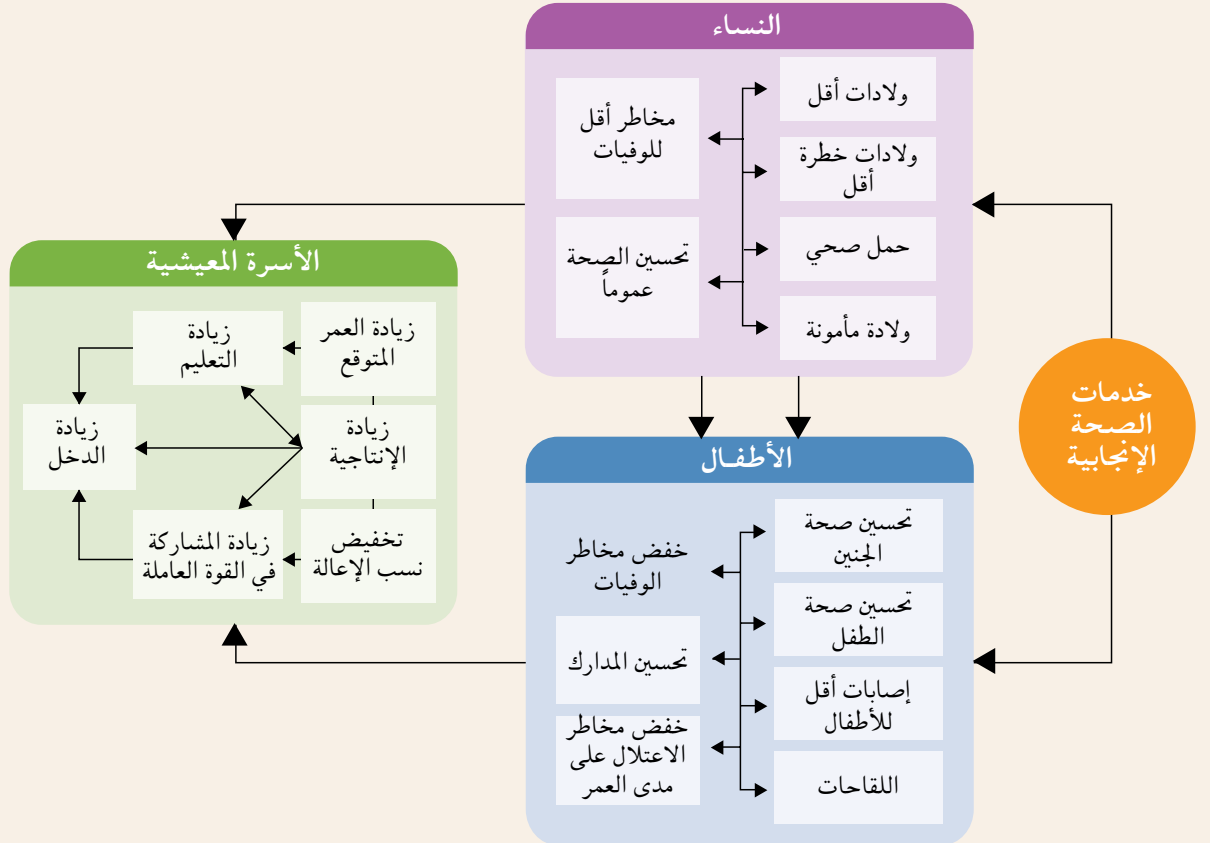 النساء
ولادات أقل
ولادات خطرة
أقل
حمل صحي
ولادة مأمونة
مخاطر أقل
للوفيات
تحسين الصحة
عموماً
خدمات
الصحة
الإنجابية
الأطفـال
تحسين صحة
الجنين
تحسين صحة
الطفل
إصابات أقل
للأطفال
اللقاحات
خفض مخاطر
الوفيات
تحسين المدارك
خفض مخاطر
الاعتلال على
مدى العمر
الأسرة المعيشية
زيادة العمر
المتوقع
زيادة
الإنتاجية
تخفيض
نسب الإعالة
زيادة
التعليم
زيادة المشاركة
في القوة العاملة
زيادة
الدخل